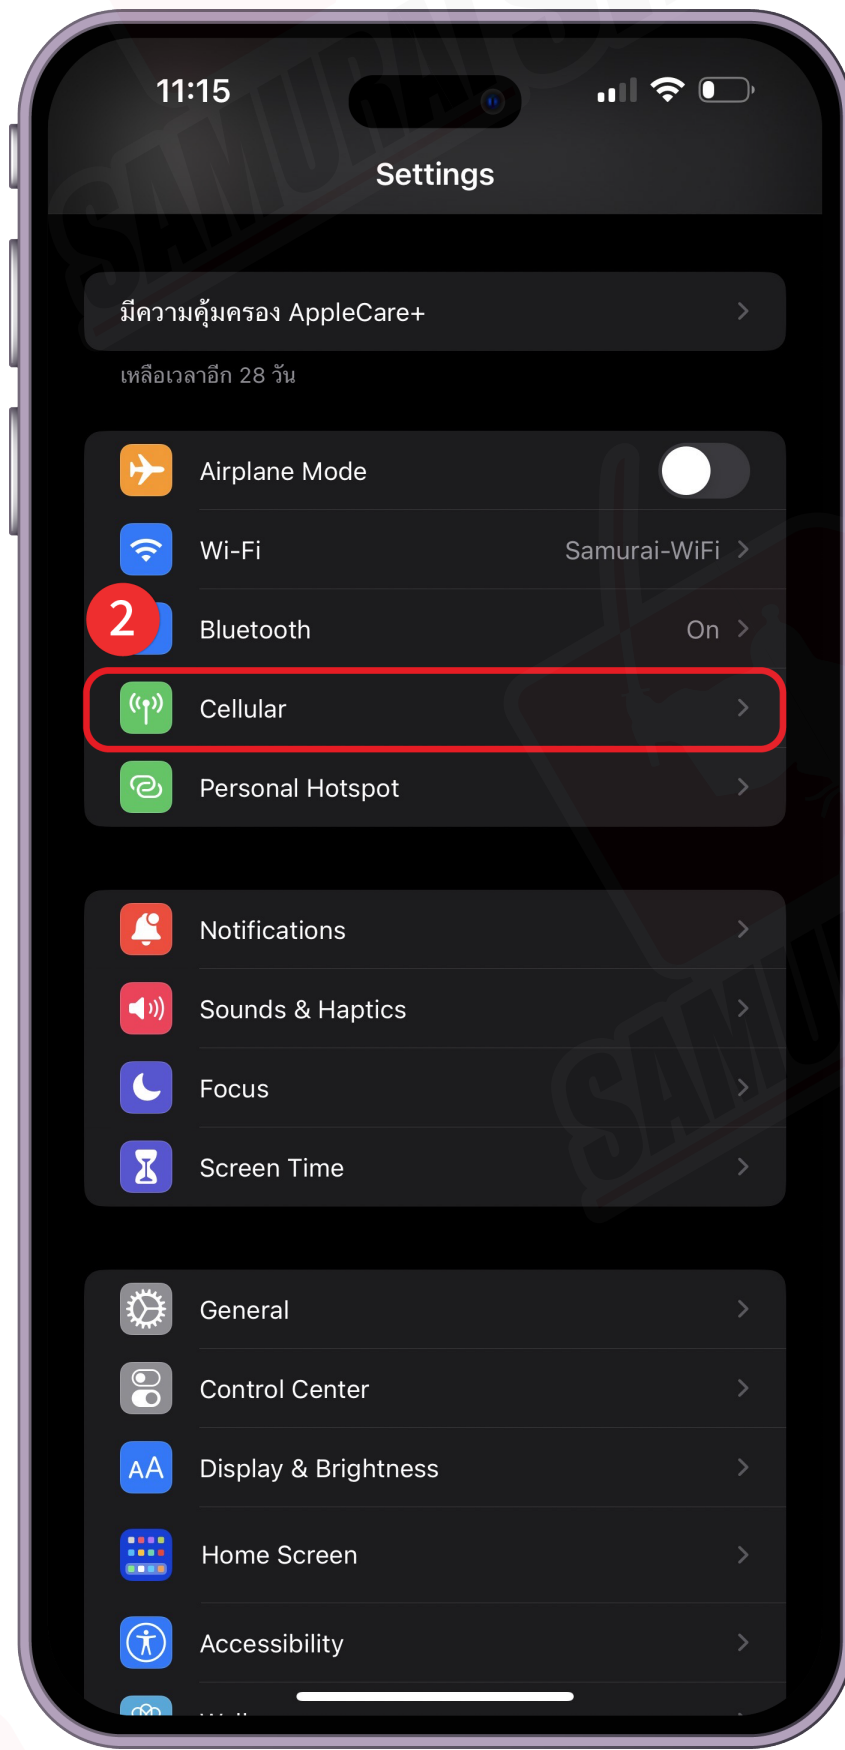 11:15
Settings
มีความคุ้มครอง AppleCare+
เหลือเวลาอีก 28 วัน
Airplane Mode
Wi-Fi Samurai-WiFi
2
Bluetooth On
Cellular
Personal Hotspot
Notifications
Sounds & Haptics
Focus
Screen Time
General
Control Center
AA Display & Brightness
Home Screen
Accessibility
SAMURAI
SAMU